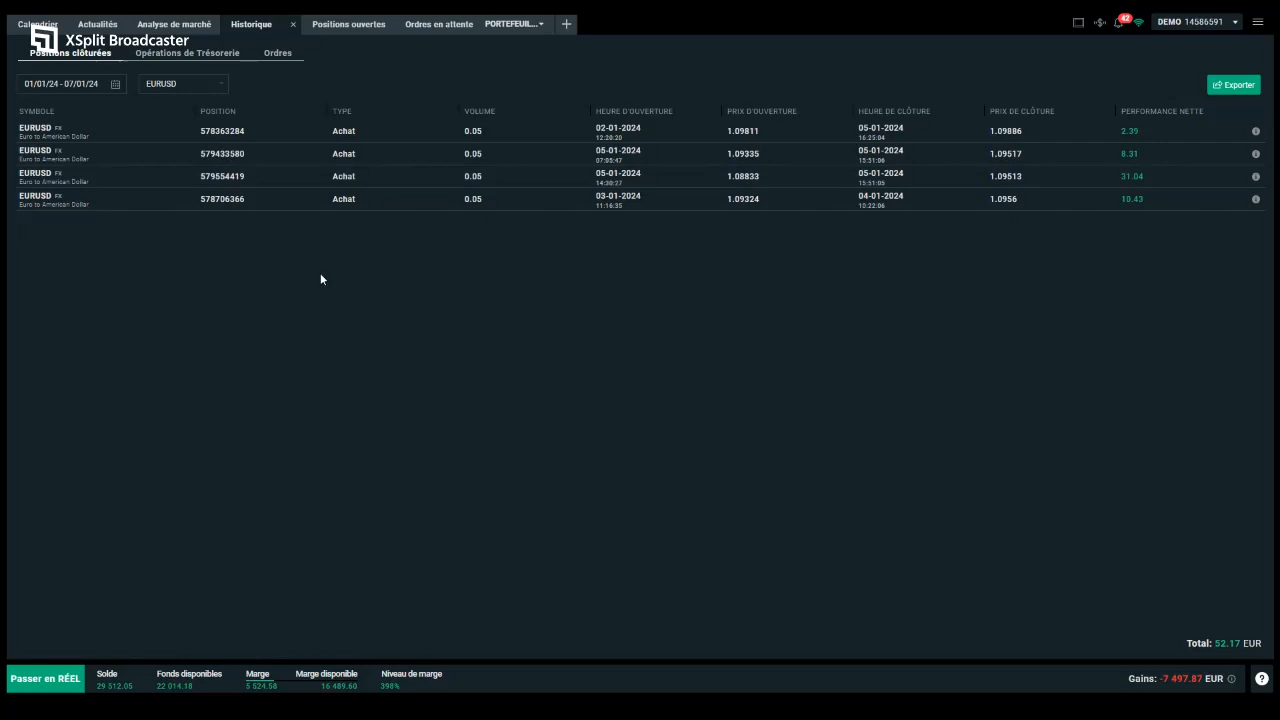 Calendrier Actualités Analyse de marché Historique × Positions ouvertes Ordres en attente PORTEFEUIL... + 42 DEMO 14586591
XSplit Broadcaster
Positions clôturées Opérations de Trésorerie Ordres
01/01/24 - 07/01/24 EURUSD Exporter
SYMBOLE POSITION TYPE VOLUME HEURE D'OUVERTURE PRIX D'OUVERTURE HEURE DE CLÔTURE PRIX DE CLÔTURE PERFORMANCE NETTE
EURUSD FX 578363284 Achat 0.05 02-01-2024 1.09811 05-01-2024 1.09886 2.39
Euro to American Dollar 12:20:20 16:25:04
EURUSD FX 579433580 Achat 0.05 05-01-2024 1.09335 05-01-2024 1.09517 8.31
Euro to American Dollar 07:05:47 15:51:06
EURUSD FX 579554419 Achat 0.05 05-01-2024 1.08833 05-01-2024 1.09513 31.04
Euro to American Dollar 14:30:27 15:51:05
EURUSD FX 578706366 Achat 0.05 03-01-2024 1.09324 04-01-2024 1.0956 10.43
Euro to American Dollar 11:16:35 10:22:06
Total: 52.17 EUR
Passer en RÉEL Solde Fonds disponibles Marge Marge disponible Niveau de marge Gains: -7 497.87 EUR ?
29 512.05 22 014.18 5 524.58 16 489.60 398%